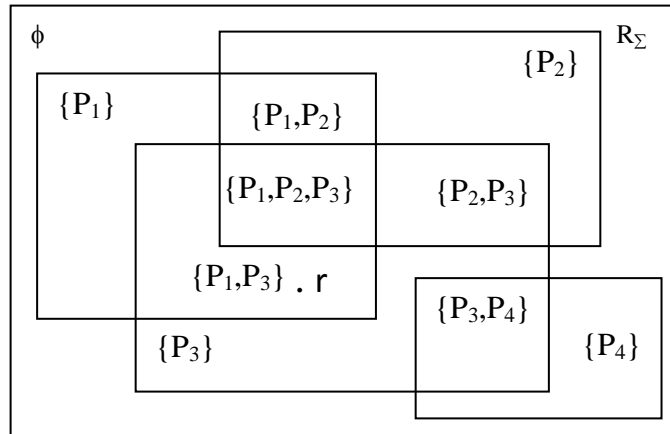 ϕ R_Σ
{P₂}
{P₁} {P₁,P₂}
{P₁,P₂,P₃} {P₂,P₃}
{P₁,P₃} . r
{P₃,P₄}
{P₃} {P₄}